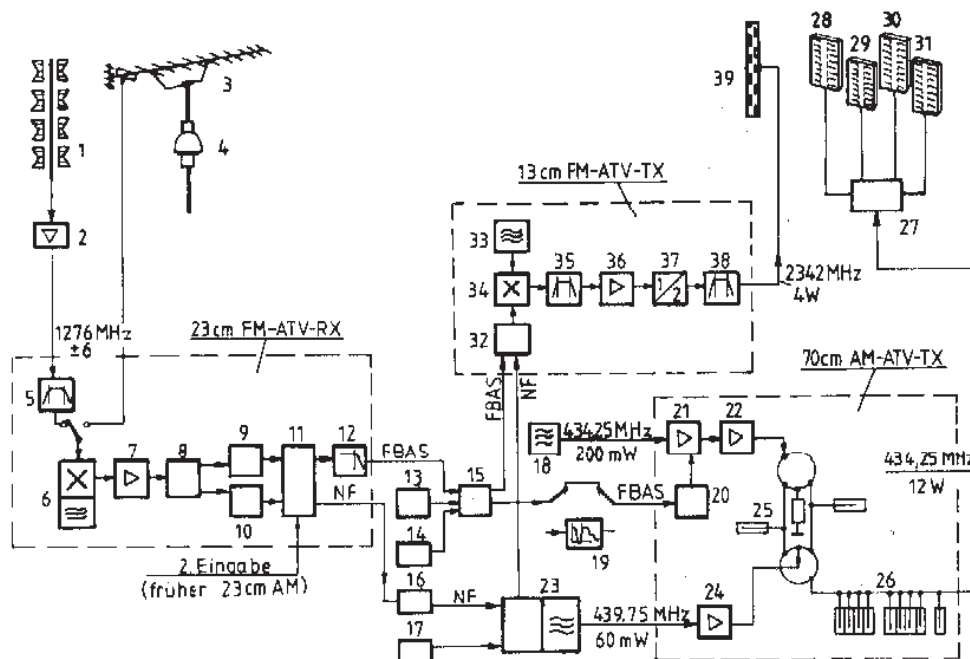 28
30
29
31
39
3
1
4
2
27
13cm FM-ATV-TX
33
34
35
36
37
38
1
2
2342 MHz
4W
32
1276 MHz
±6
23cm FM-ATV-RX
70cm AM-ATV-TX
FBAS
NF
5
6
7
8
9
10
11
12
FBAS
NF
13
14
15
16
NF
17
18
434,25 MHz
200 mW
21
22
434,25 MHz
12 W
FBAS
20
19
25
26
2. Eingabe
(früher 23cm AM)
23
439.75 MHz
60 mW
24